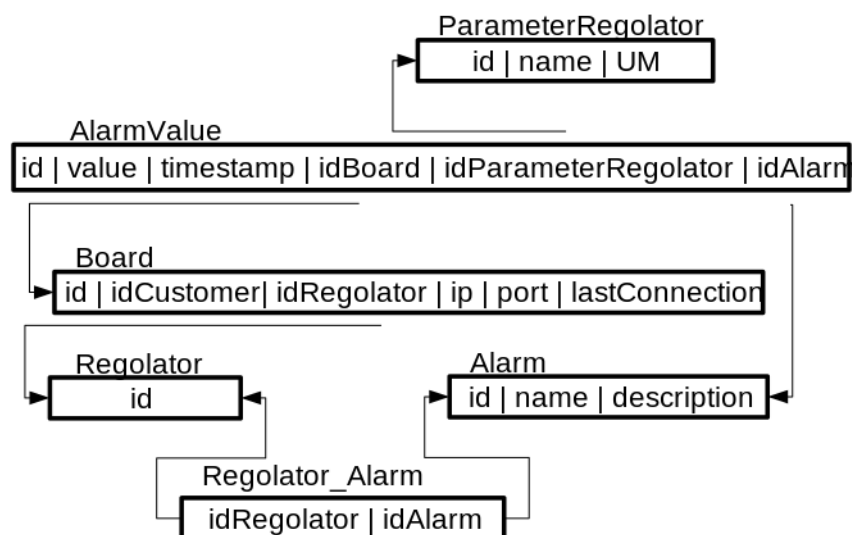 ParameterRegolator
id | name | UM
AlarmValue
id | value | timestamp | idBoard | idParameterRegolator | idAlarm
Board
id | idCustomer| idRegolator | ip | port | lastConnection
Regolator
id
Alarm
id | name | description
Regolator_Alarm
idRegolator | idAlarm